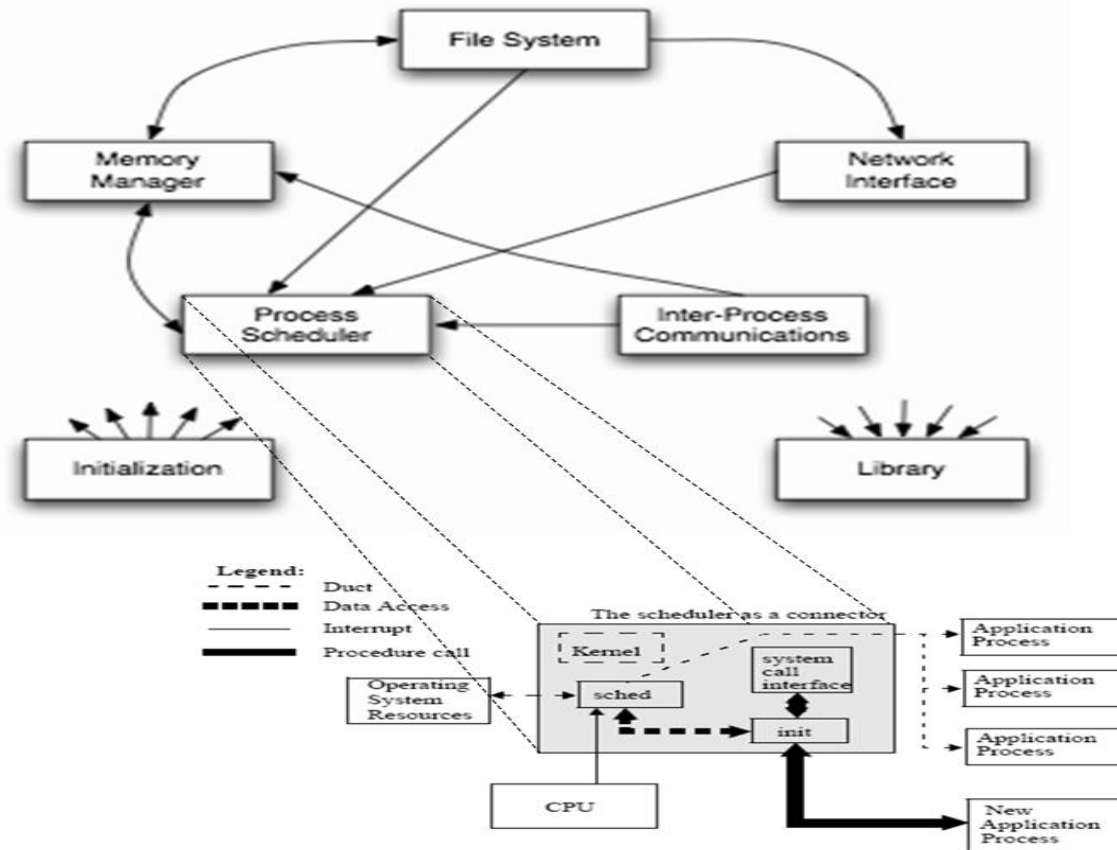 File System
Memory
Manager
Network
Interface
Process
Scheduler
Inter-Process
Communications
Initialization
Library
Legend:
Duct
Data Access
Interrupt
Procedure call
The scheduler as a connector
Kernel
system
call
interface
Operating
System
Resources
sched
init
CPU
Application
Process
Application
Process
Application
Process
New
Application
Process